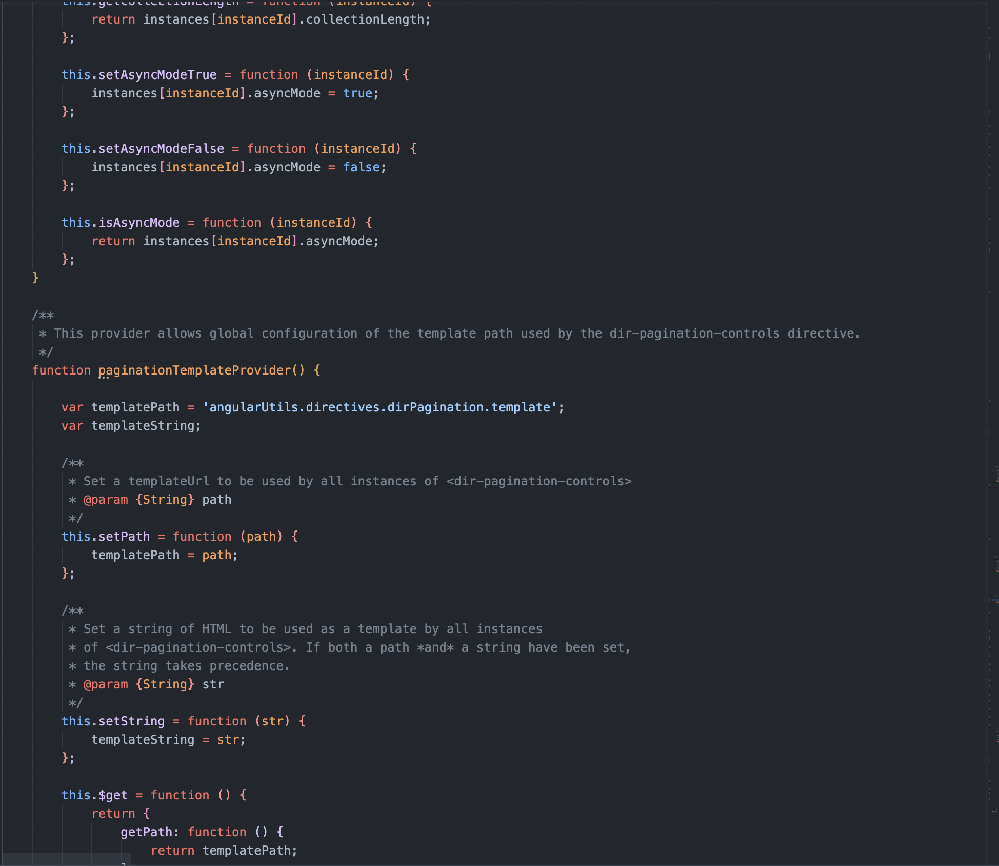 this.getCollectionLength = function (instanceId) {
return instances[instanceId].collectionLength;
};
this.setAsyncModeTrue = function (instanceId) {
instances[instanceId].asyncMode = true;
};
this.setAsyncModeFalse = function (instanceId) {
instances[instanceId].asyncMode = false;
};
this.isAsyncMode = function (instanceId) {
return instances[instanceId].asyncMode;
};
}
/**
* This provider allows global configuration of the template path used by the dir-pagination-controls directive.
*/
function paginationTemplateProvider() {
var templatePath = 'angularUtils.directives.dirPagination.template';
var templateString;
/**
* Set a templateUrl to be used by all instances of <dir-pagination-controls>
* @param {String} path
*/
this.setPath = function (path) {
templatePath = path;
};
/**
* Set a string of HTML to be used as a template by all instances
* of <dir-pagination-controls>. If both a path *and* a string have been set,
* the string takes precedence.
* @param {String} str
*/
this.setString = function (str) {
templateString = str;
};
this.$get = function () {
return {
getPath: function () {
return templatePath;
}